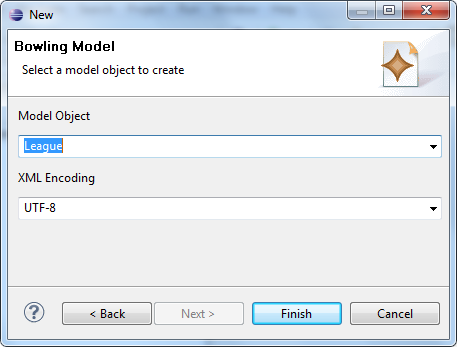 New
Bowling Model
Select a model object to create
Model Object
League
XML Encoding
UTF-8
? < Back Next > Finish Cancel